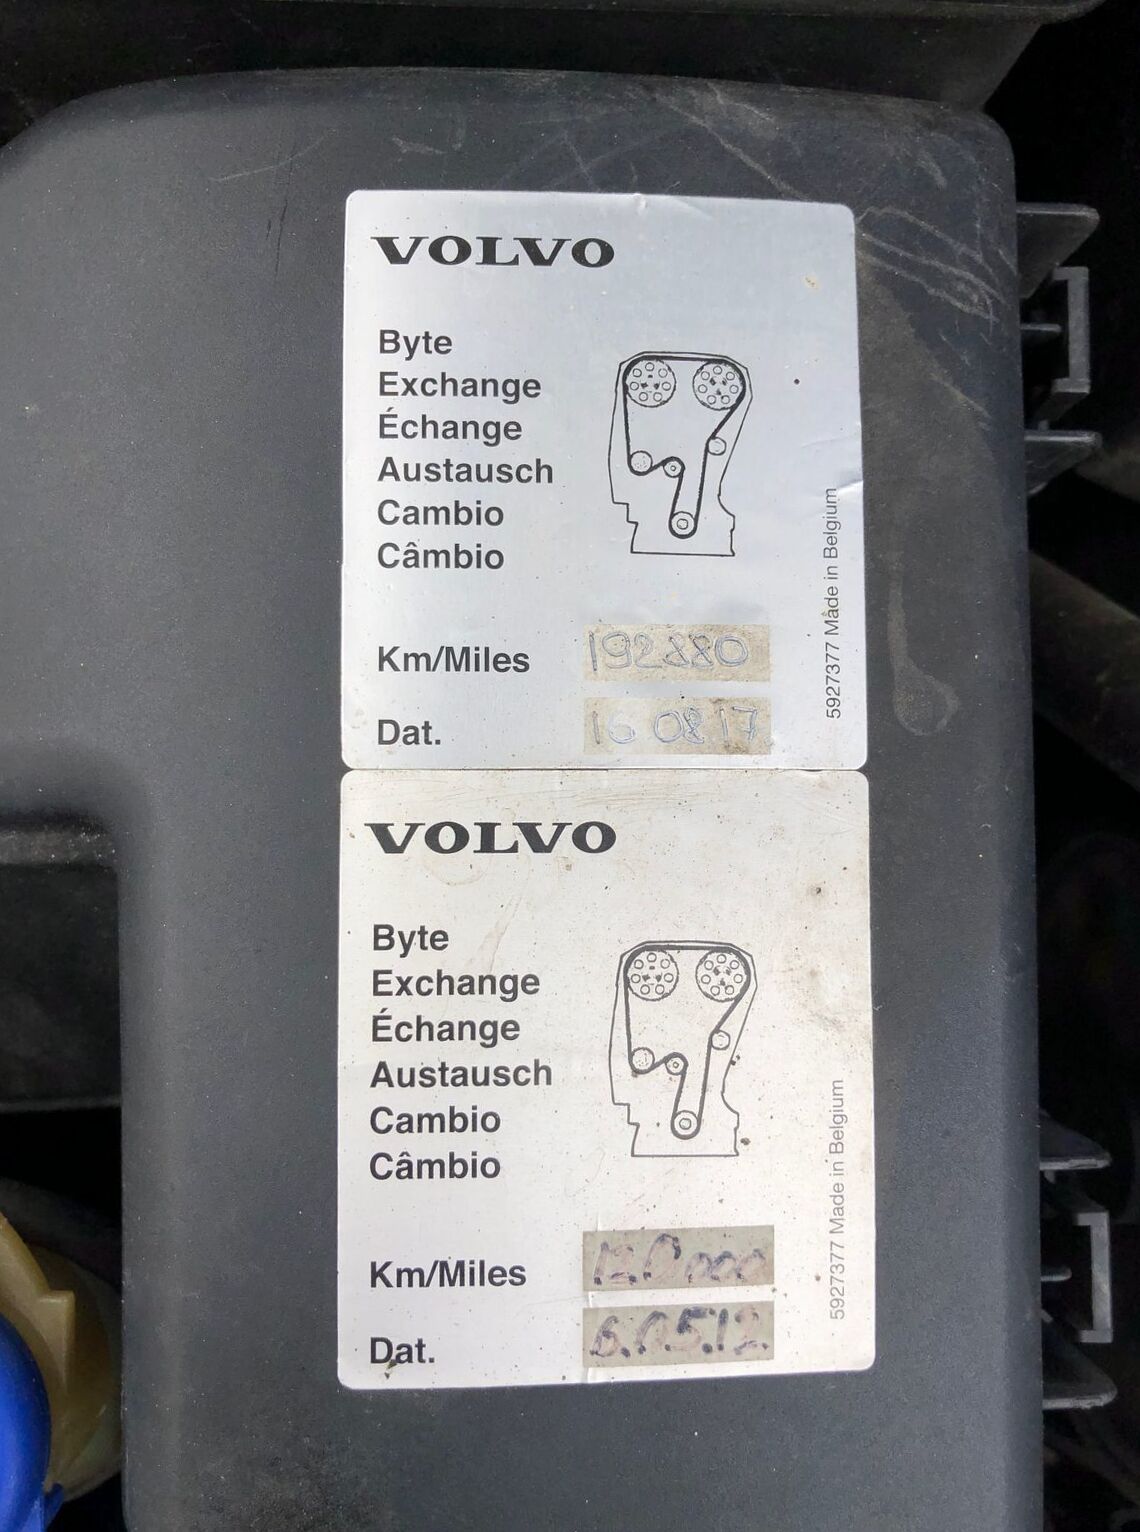 VOLVO
Byte
Exchange
Échange
Austausch
Cambio
Câmbio
Km/Miles 192880
Dat. 16 08 17
5927377 Made in Belgium
VOLVO
Byte
Exchange
Échange
Austausch
Cambio
Câmbio
Km/Miles 120000
Dat. 6.05.12.
5927377 Made in Belgium